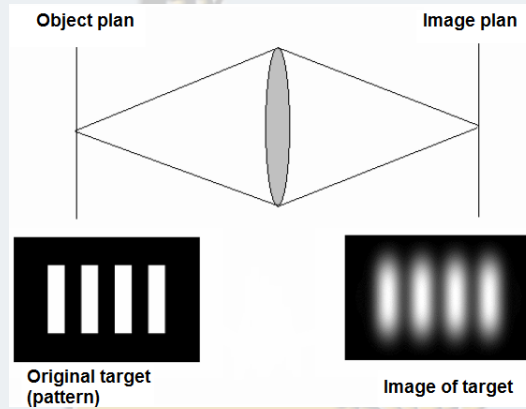 Object plan
Image plan
Original target
(pattern)
Image of target